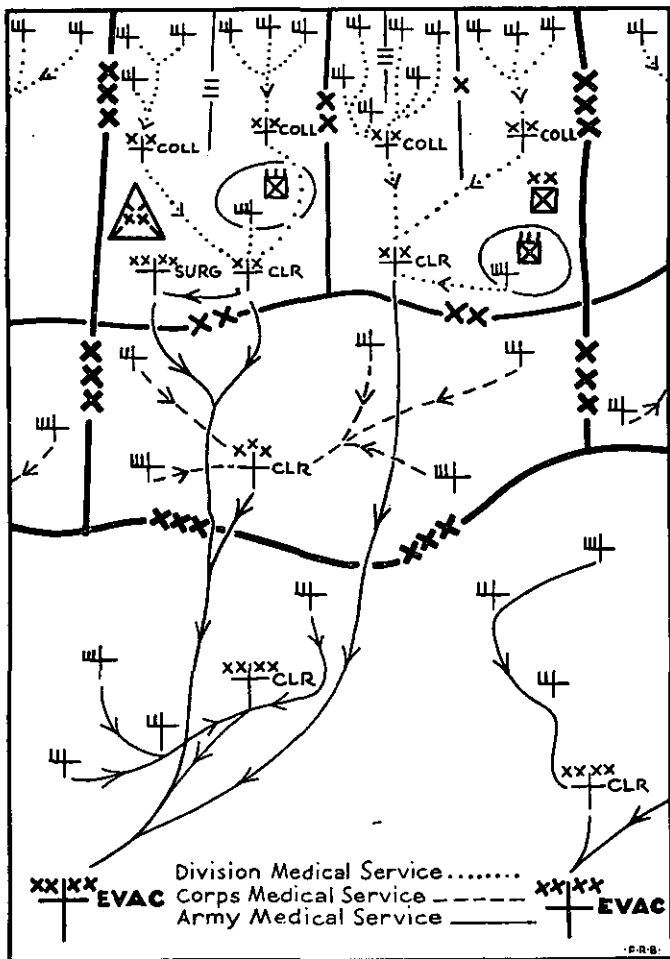 COLL
COLL
COLL
COLL
SURG
CLR
CLR
CLR
CLR
CLR
Division Medical Service
Corps Medical Service
Army Medical Service
EVAC
EVAC
·F·R·B·